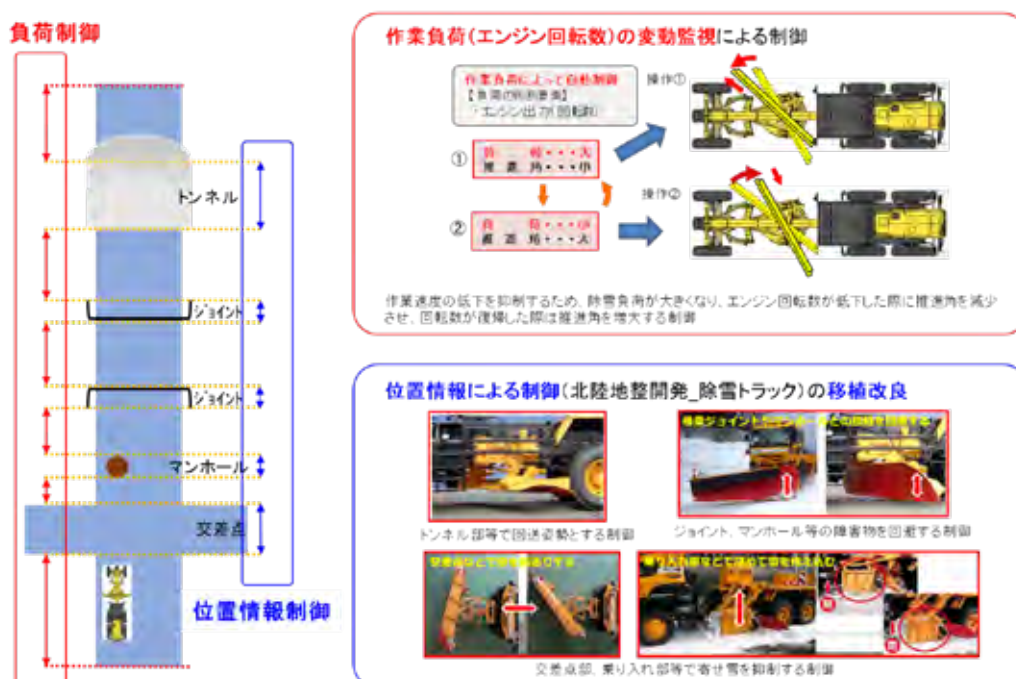 負荷制御
トンネル
ジョイント
ジョイント
マンホール
交差点
位置情報制御
作業負荷(エンジン回転数)の変動監視による制御
作業負荷によって自動制御
【負荷の判断要素】
・エンジン出力(回転数)
① 負　荷・・・大
推進角・・・小
② 負　荷・・・小
推進角・・・大
操作①
操作②
作業速度の低下を抑制するため、除雪負荷が大きくなり、エンジン回転数が低下した際に推進角を減少
させ、回転数が復帰した際は推進角を増大する制御
位置情報による制御(北陸地整開発_除雪トラック)の移植改良
トンネル部等で回送姿勢とする制御
ジョイント、マンホール等の障害物を回避する制御
交差点部、乗り入れ部等で寄せ雪を抑制する制御